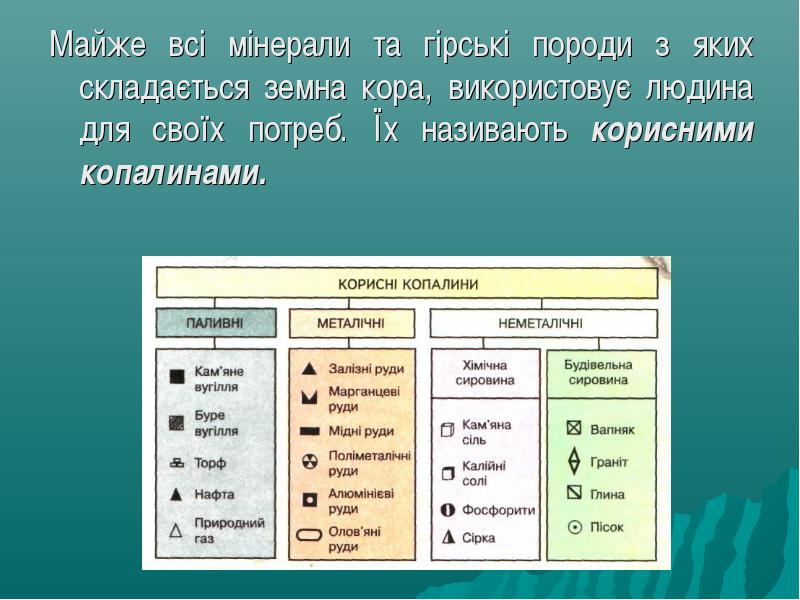 Майже всі мінерали та гірські породи з яких
складається земна кора, використовує людина
для своїх потреб. Їх називають корисними
копалинами.
КОРИСНІ КОПАЛИНИ
ПАЛИВНІ
Кам'яне
вугілля
Буре
вугілля
Торф
Нафта
Природний
газ
МЕТАЛІЧНІ
Залізні руди
Марганцеві
руди
Мідні руди
Поліметалічні
руди
Алюмінієві
руди
Олов'яні
руди
НЕМЕТАЛІЧНІ
Хімічна
сировина
Кам'яна
сіль
Калійні
солі
Фосфорити
Сірка
Будівельна
сировина
Вапняк
Граніт
Глина
Пісок